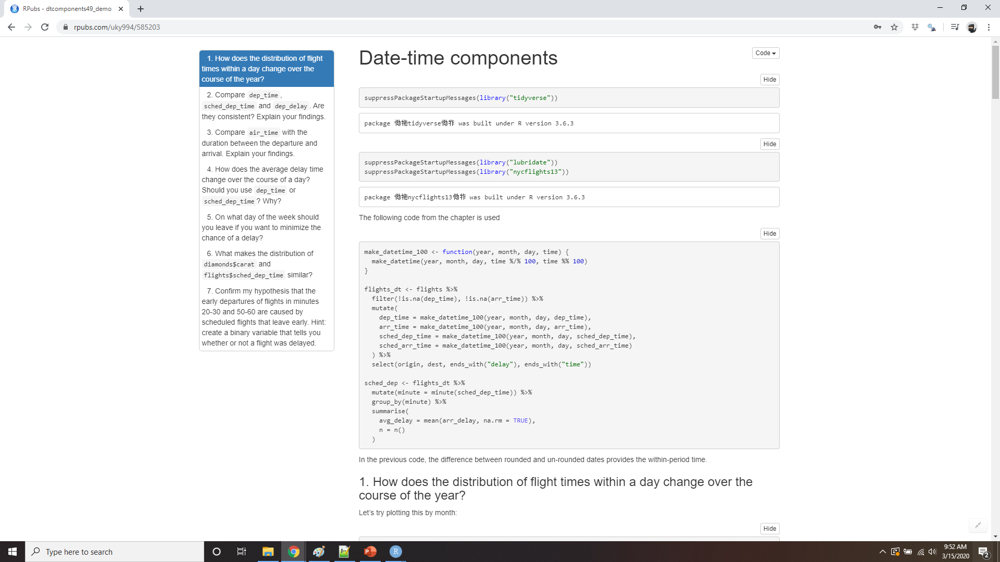 RPubs - dtcomponents49_demo
rpubs.com/uky994/585203
1. How does the distribution of flight
times within a day change over the
course of the year?
2. Compare dep_time ,
sched_dep_time and dep_delay . Are
they consistent? Explain your findings.
3. Compare air_time with the
duration between the departure and
arrival. Explain your findings.
4. How does the average delay time
change over the course of a day?
Should you use dep_time or
sched_dep_time ? Why?
5. On what day of the week should
you leave if you want to minimize the
chance of a delay?
6. What makes the distribution of
diamonds$carat and
flights$sched_dep_time similar?
7. Confirm my hypothesis that the
early departures of flights in minutes
20-30 and 50-60 are caused by
scheduled flights that leave early. Hint:
create a binary variable that tells you
whether or not a flight was delayed.
Date-time components
Code
Hide
suppressPackageStartupMessages(library("tidyverse"))
package 㤼㸱tidyverse㤼㸲 was built under R version 3.6.3
Hide
suppressPackageStartupMessages(library("lubridate"))
suppressPackageStartupMessages(library("nycflights13"))
package 㤼㸱nycflights13㤼㸲 was built under R version 3.6.3
The following code from the chapter is used
Hide
make_datetime_100 <- function(year, month, day, time) {
  make_datetime(year, month, day, time %/% 100, time %% 100)
}
flights_dt <- flights %>%
  filter(!is.na(dep_time), !is.na(arr_time)) %>%
  mutate(
    dep_time = make_datetime_100(year, month, day, dep_time),
    arr_time = make_datetime_100(year, month, day, arr_time),
    sched_dep_time = make_datetime_100(year, month, day, sched_dep_time),
    sched_arr_time = make_datetime_100(year, month, day, sched_arr_time)
  ) %>%
  select(origin, dest, ends_with("delay"), ends_with("time"))
sched_dep <- flights_dt %>%
  mutate(minute = minute(sched_dep_time)) %>%
  group_by(minute) %>%
  summarise(
    avg_delay = mean(arr_delay, na.rm = TRUE),
    n = n()
  )
In the previous code, the difference between rounded and un-rounded dates provides the within-period time.
1. How does the distribution of flight times within a day change over the
course of the year?
Let’s try plotting this by month:
Hide
Type here to search
9:52 AM
3/15/2020
2